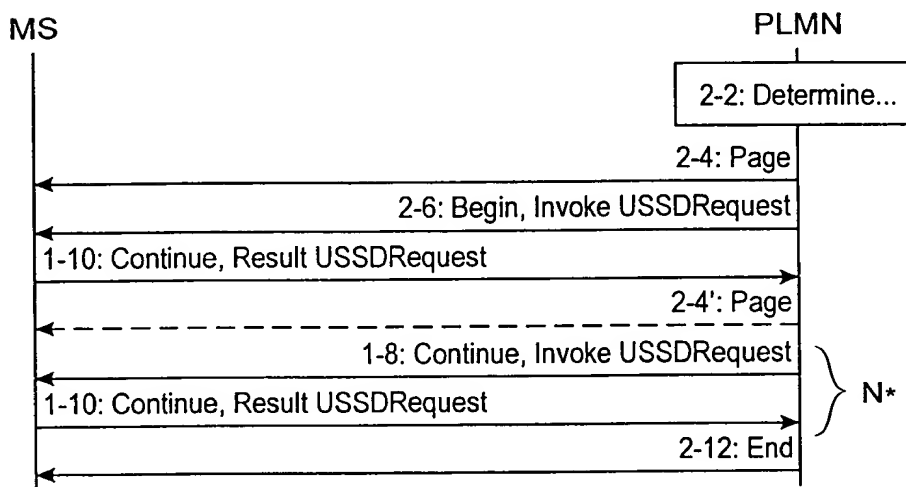 MS
PLMN
2-2: Determine...
2-4: Page
2-6: Begin, Invoke USSDRequest
1-10: Continue, Result USSDRequest
2-4': Page
1-8: Continue, Invoke USSDRequest
1-10: Continue, Result USSDRequest
N*
2-12: End